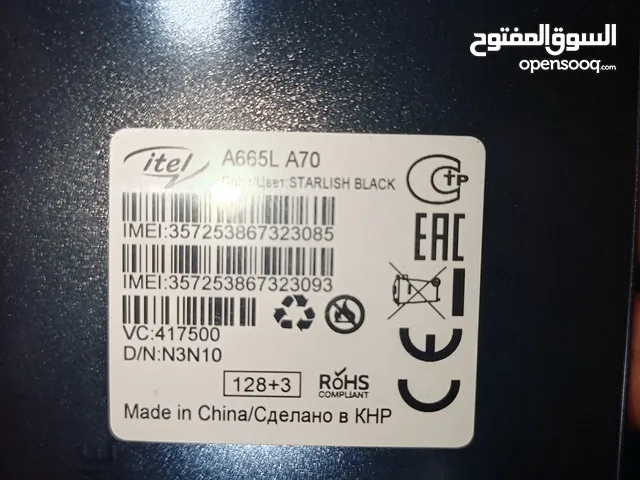 السوق المفتوح
opensooq.com
itel
A665L A70
Color/Цвет:STARLISH BLACK
IMEI:357253867323085
IMEI:357253867323093
VC:417500
D/N:N3N10
128+3
RoHS
COMPLIANT
Made in China/Сделано в КНР
EAC
CE